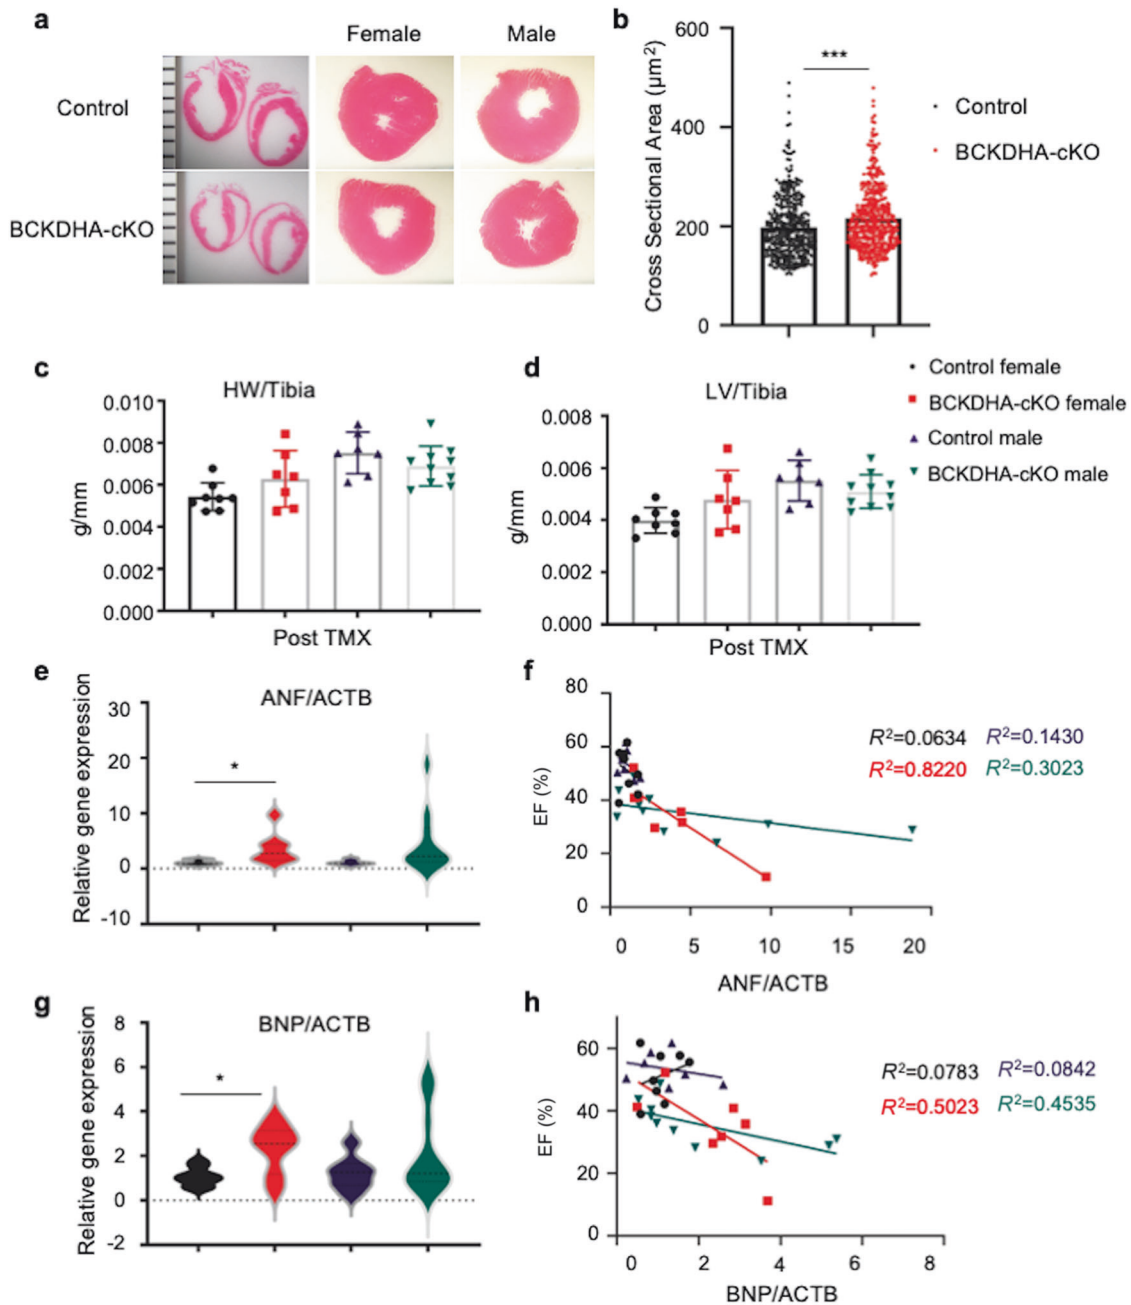 a
Female
Male
Control
BCKDHA-cKO
b
Cross Sectional Area (µm²)
600
400
200
0
***
Control
BCKDHA-cKO
c
HW/Tibia
g/mm
0.010
0.008
0.006
0.004
0.002
0.000
Post TMX
d
LV/Tibia
g/mm
0.008
0.006
0.004
0.002
0.000
Post TMX
Control female
BCKDHA-cKO female
Control male
BCKDHA-cKO male
e
ANF/ACTB
Relative gene expression
30
20
10
0
-10
*
f
EF (%)
80
60
40
20
0
R²=0.0634 R²=0.1430
R²=0.8220 R²=0.3023
0 5 10 15 20
ANF/ACTB
g
BNP/ACTB
Relative gene expression
8
6
4
2
0
-2
*
h
EF (%)
60
40
20
0
R²=0.0783 R²=0.0842
R²=0.5023 R²=0.4535
0 2 4 6 8
BNP/ACTB